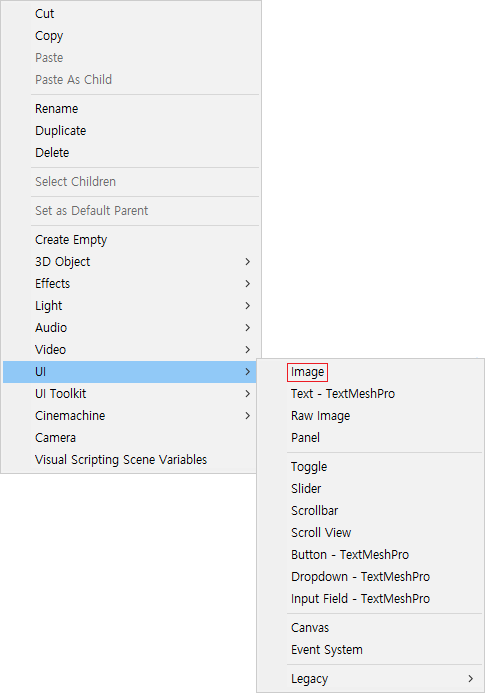 Cut
Copy
Paste
Paste As Child
Rename
Duplicate
Delete
Select Children
Set as Default Parent
Create Empty
3D Object
Effects
Light
Audio
Video
UI
UI Toolkit
Cinemachine
Camera
Visual Scripting Scene Variables
Image
Text - TextMeshPro
Raw Image
Panel
Toggle
Slider
Scrollbar
Scroll View
Button - TextMeshPro
Dropdown - TextMeshPro
Input Field - TextMeshPro
Canvas
Event System
Legacy